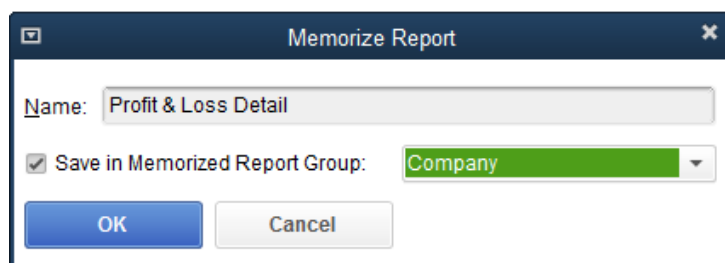 Memorize Report
Name: Profit & Loss Detail
Save in Memorized Report Group: Company
OK Cancel